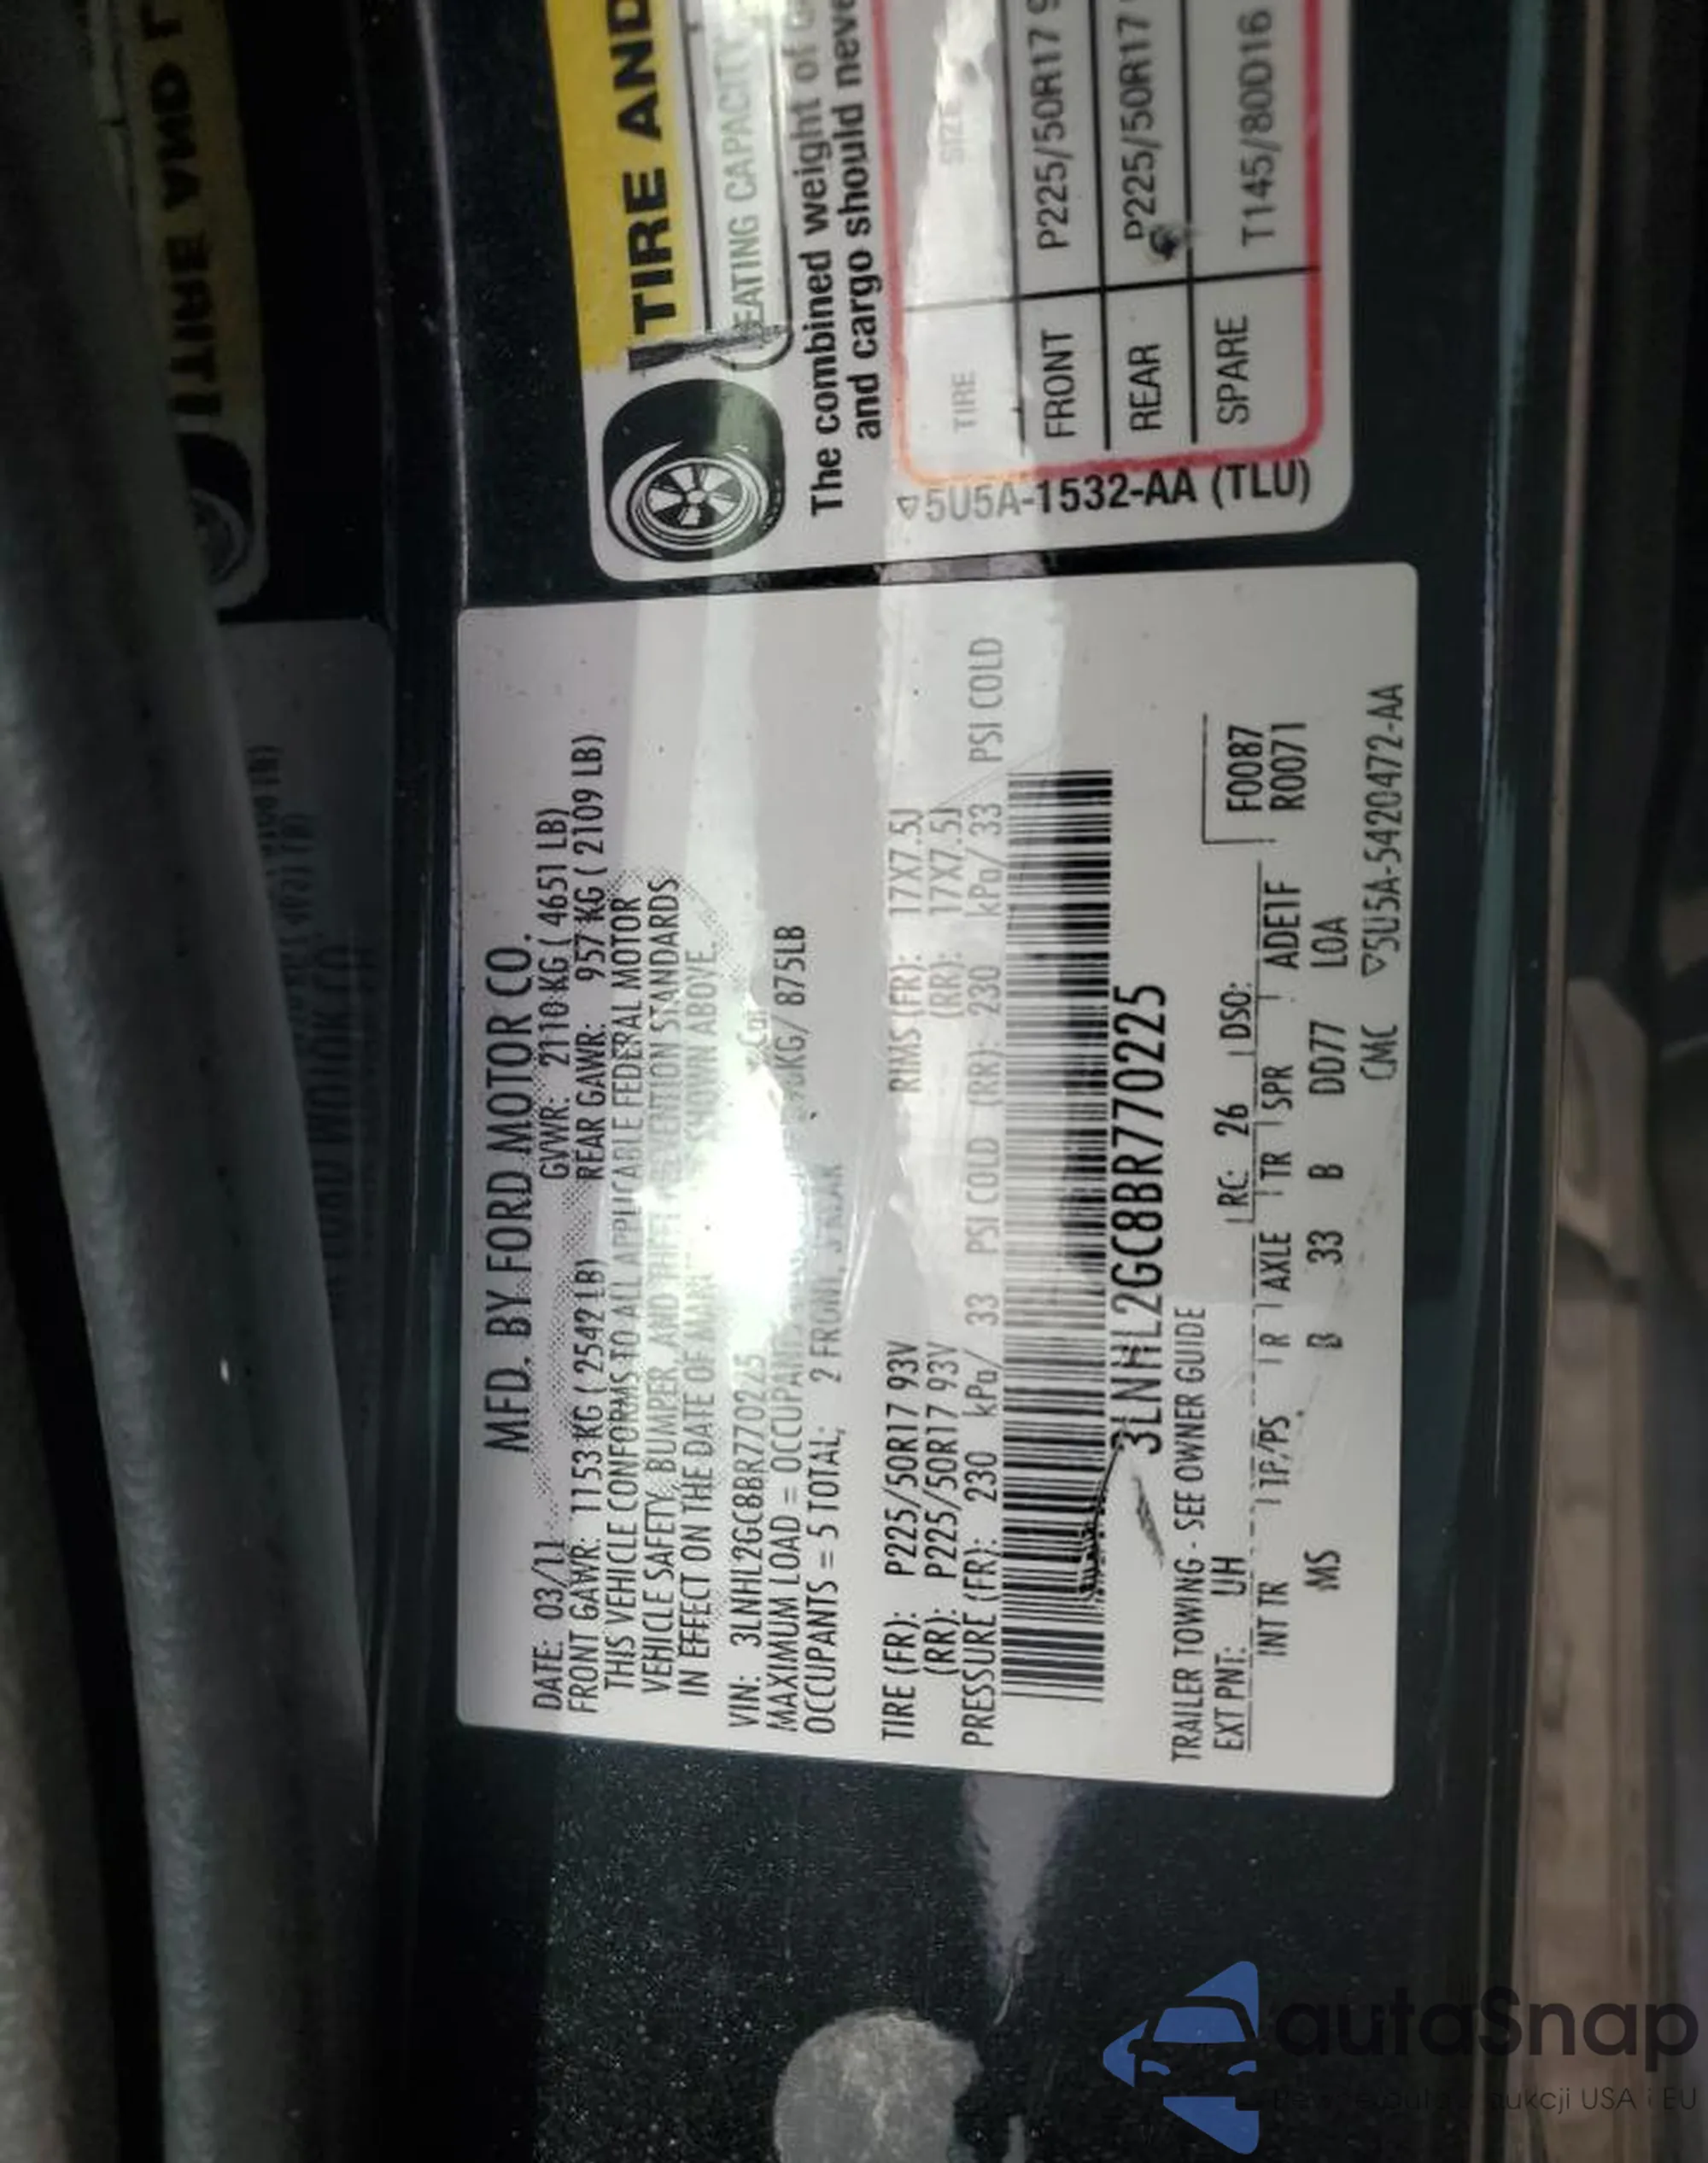 MFD. BY FORD MOTOR CO.
DATE: 03/11 GVWR: 2110 KG ( 4651 LB)
FRONT GAWR: 1153 KG ( 2542 LB) REAR GAWR: 957 KG ( 2109 LB)
THIS VEHICLE CONFORMS TO ALL APPLICABLE FEDERAL MOTOR
VEHICLE SAFETY, BUMPER, AND THEFT PREVENTION STANDARDS
IN EFFECT ON THE DATE OF SHOWN ABOVE.
VIN: 3LNHL2GC8BR770225
MAXIMUM LOAD = KG/ 875LB
OCCUPANTS = 5 TOTAL; 2 FRONT, 3 REAR
TIRE (FR): P225/50R17 93V RIMS (FR): 17X7.5J
(RR): P225/50R17 93V (RR): 17X7.5J
PRESSURE (FR): 230 kPa/ 33 PSI COLD (RR): 230 kPa/ 33 PSI COLD
3LNHL2GC8BR770225
TRAILER TOWING - SEE OWNER GUIDE
EXT PNT: UH RC: 26 DSO:
F0087
INT TR TP/PS R AXLE TR SPR ADE1F R0071
MS B 33 B DD77 LOA
CMC ▽5U5A-5420472-AA
TIRE AND
SEATING CAPACITY
The combined weight of
and cargo should neve
TIRE SIZE
FRONT P225/50R17 9
REAR P225/50R17
SPARE T145/80D16
▽5U5A-1532-AA (TLU)
autaSnap
USA i EU